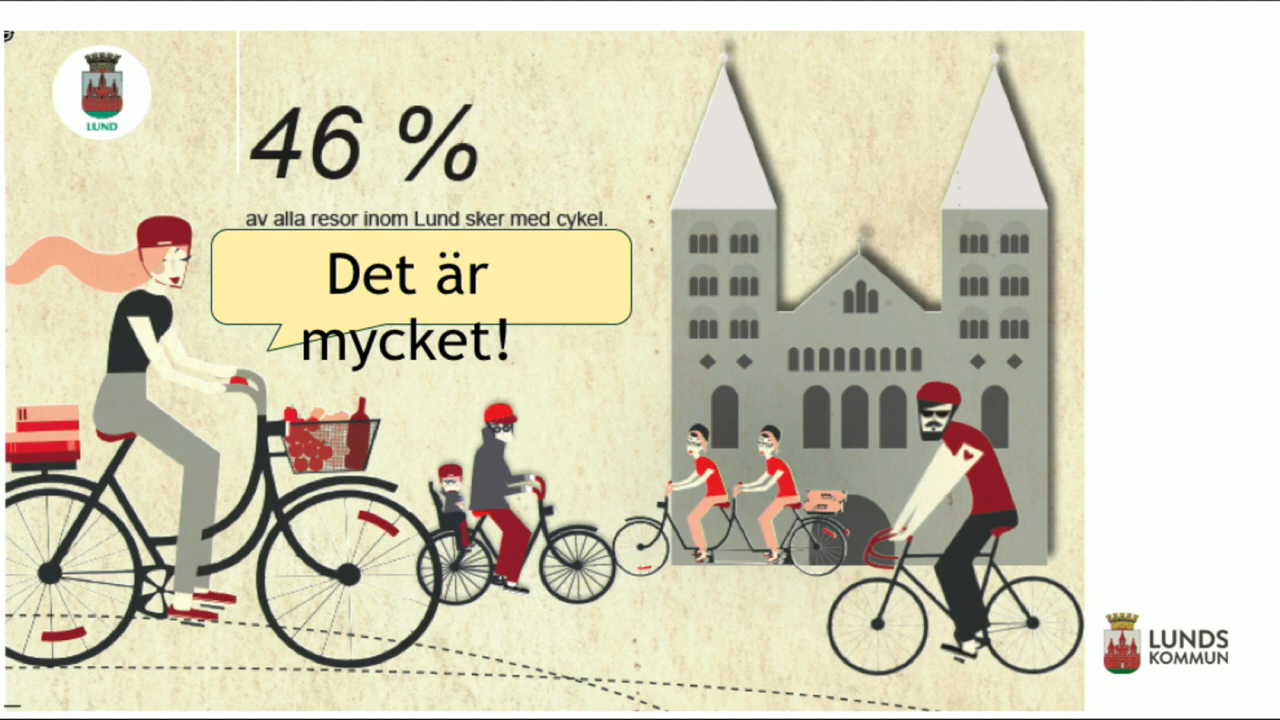 LUND
46 %
av alla resor inom Lund sker med cykel.
Det är
mycket!
LUNDS
KOMMUN